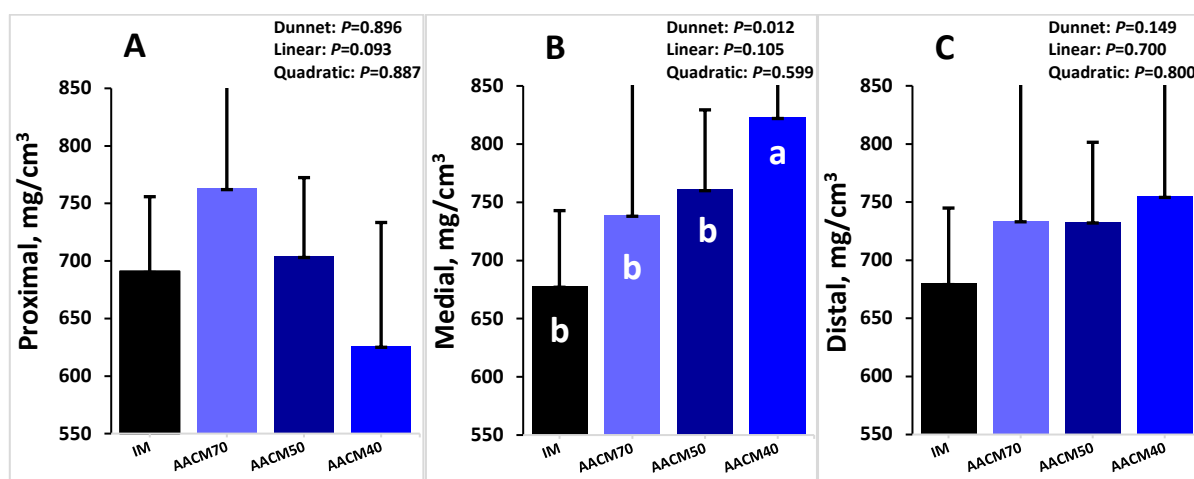 A
Dunnet: P=0.896
Linear: P=0.093
Quadratic: P=0.887
Proximal, mg/cm³
850
800
750
700
650
600
550
IM
AACM70
AACM50
AACM40
B
Dunnet: P=0.012
Linear: P=0.105
Quadratic: P=0.599
Medial, mg/cm³
850
800
750
700
650
600
550
b
b
b
a
IM
AACM70
AACM50
AACM40
C
Dunnet: P=0.149
Linear: P=0.700
Quadratic: P=0.800
Distal, mg/cm³
850
800
750
700
650
600
550
IM
AACM70
AACM50
AACM40